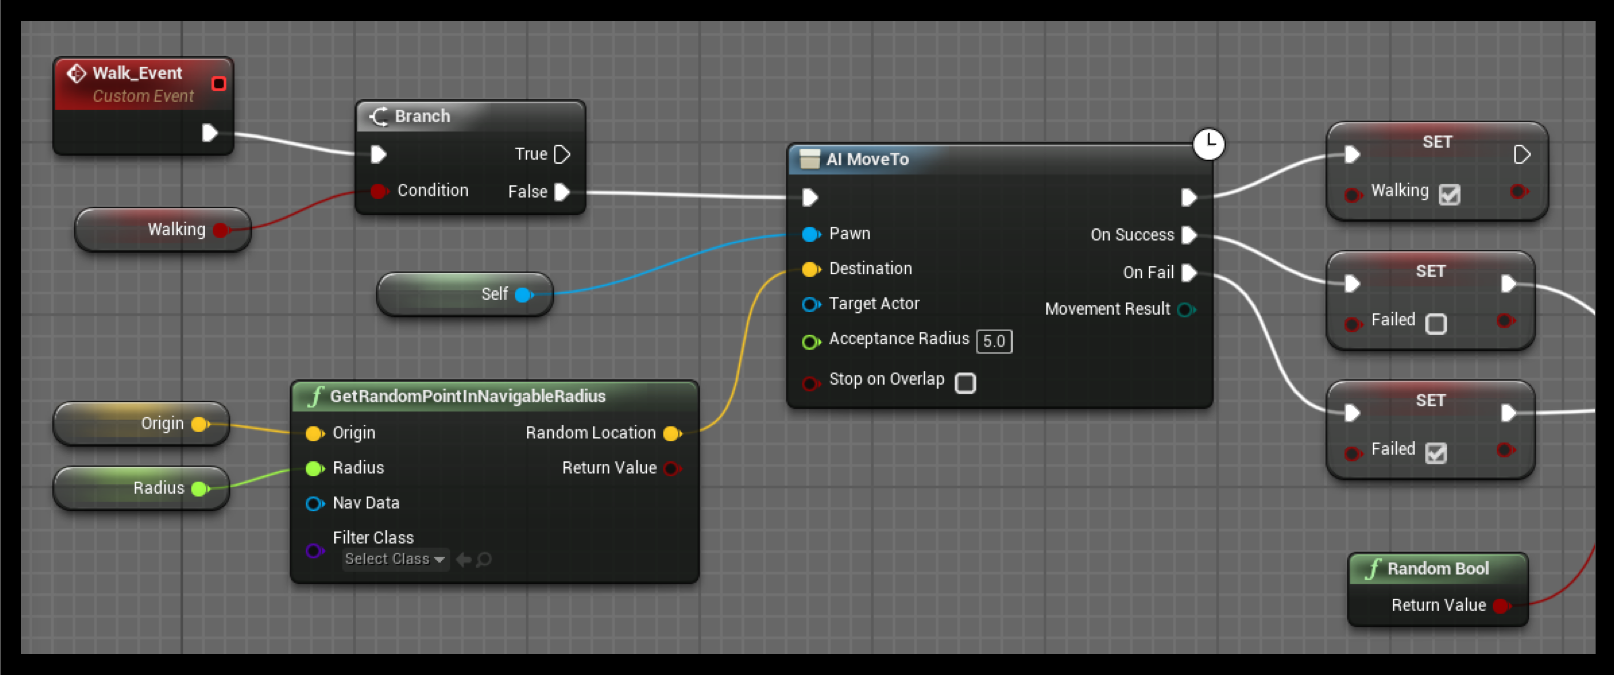 Walk_Event
Custom Event
Branch
True
Condition
False
Walking
Self
AI MoveTo
Pawn
On Success
Destination
On Fail
Target Actor
Movement Result
Acceptance Radius 5.0
Stop on Overlap
SET
Walking
SET
Failed
SET
Failed
GetRandomPointInNavigableRadius
Origin
Origin
Random Location
Radius
Radius
Return Value
Nav Data
Filter Class
Select Class
Random Bool
Return Value